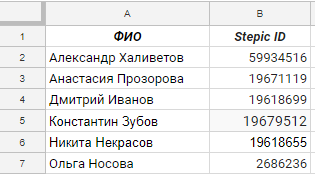 A B
1 ФИО Stepic ID
2 Александр Халиветов 59934516
3 Анастасия Прозорова 19671119
4 Дмитрий Иванов 19618699
5 Константин Зубов 19679512
6 Никита Некрасов 19618655
7 Ольга Носова 2686236